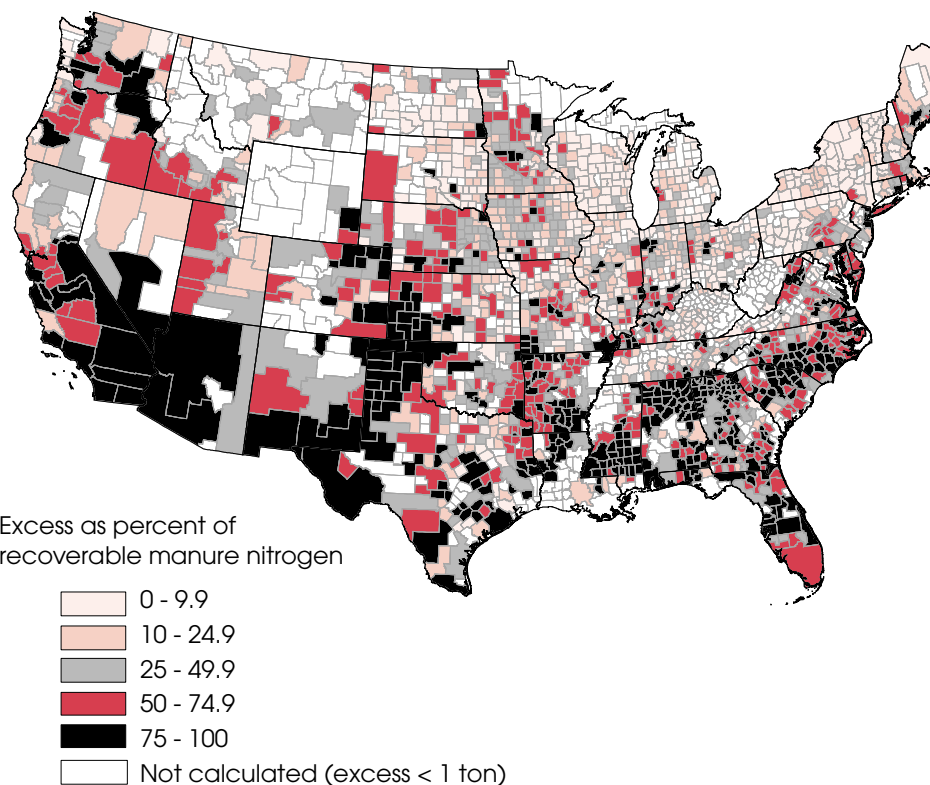 Excess as percent of
recoverable manure nitrogen
0 - 9.9
10 - 24.9
25 - 49.9
50 - 74.9
75 - 100
Not calculated (excess < 1 ton)